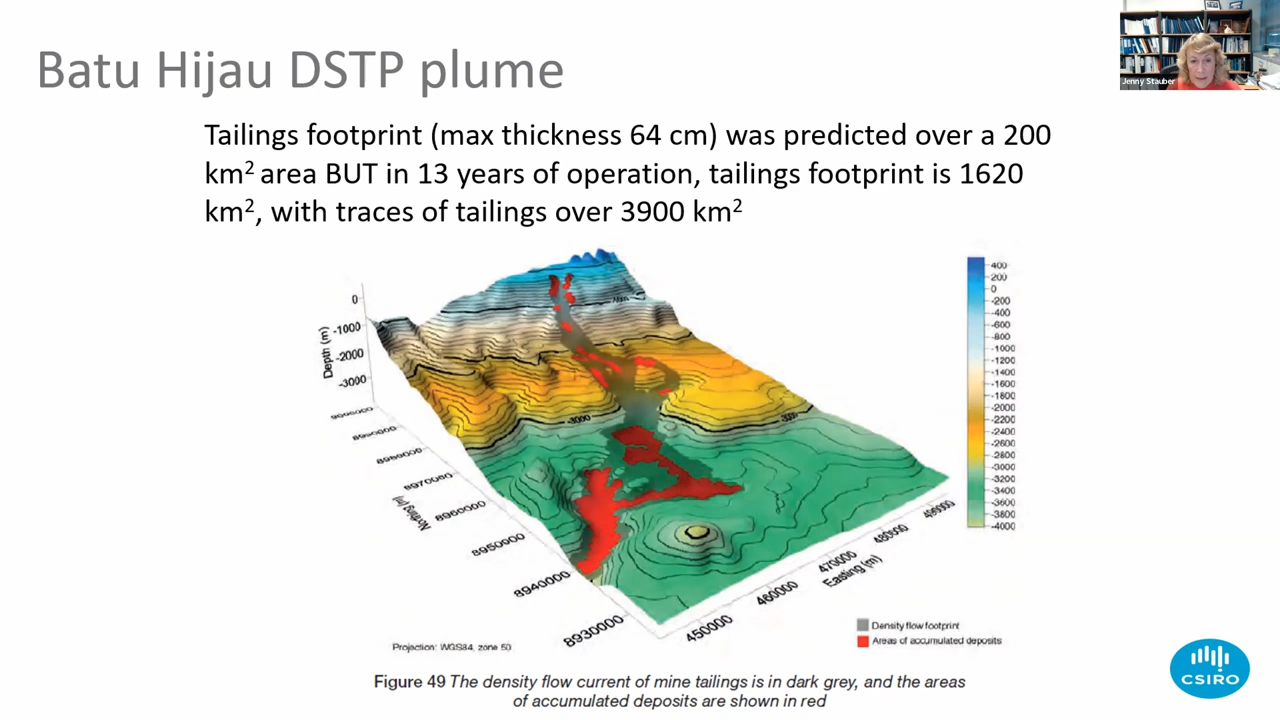 Batu Hijau DSTP plume
Jenny Stauber
Tailings footprint (max thickness 64 cm) was predicted over a 200
km² area BUT in 13 years of operation, tailings footprint is 1620
km², with traces of tailings over 3900 km²
Depth (m)
0
-1000
-2000
-3000
8970000
8960000
8950000
8940000
8930000
Northing (m)
450000
460000
470000
480000
490000
Easting (m)
-3000
-3000
400
200
0
-200
-400
-600
-800
-1000
-1200
-1400
-1600
-1800
-2000
-2200
-2400
-2600
-2800
-3000
-3200
-3400
-3600
-3800
-4000
Density flow footprint
Areas of accumulated deposits
Projection: WGS84, zone 50
Figure 49 The density flow current of mine tailings is in dark grey, and the areas
of accumulated deposits are shown in red
CSIRO